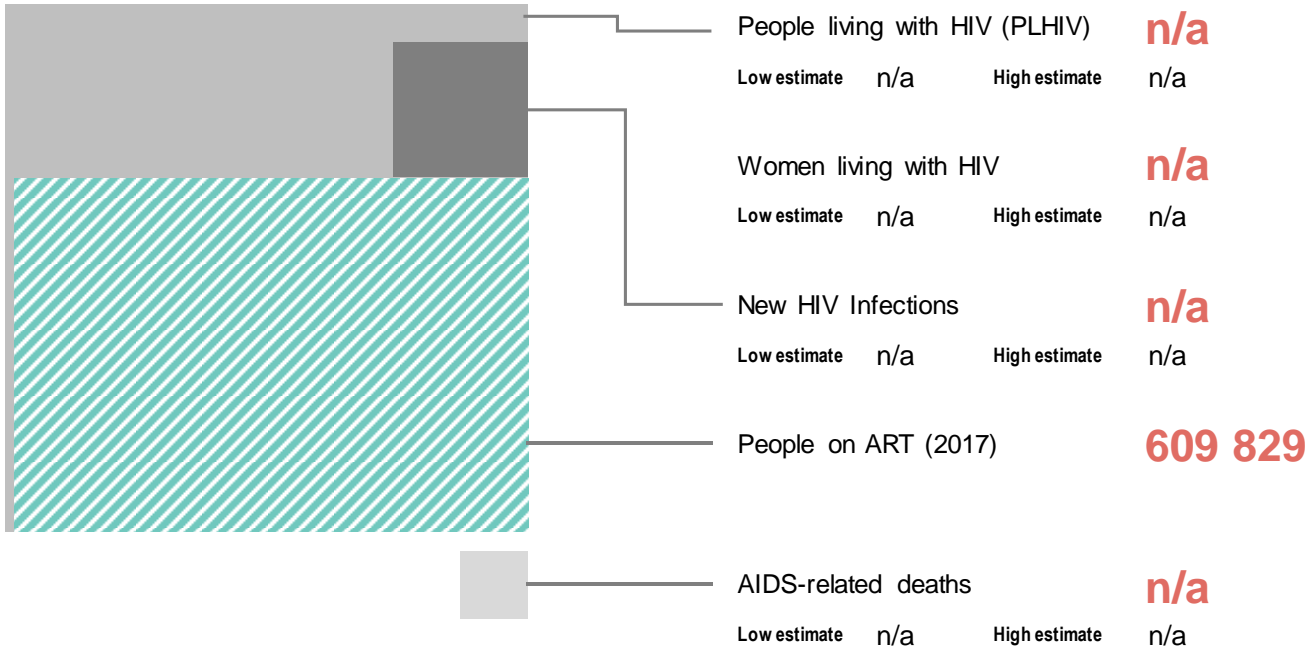 People living with HIV (PLHIV) n/a
Low estimate n/a High estimate n/a
Women living with HIV n/a
Low estimate n/a High estimate n/a
New HIV Infections n/a
Low estimate n/a High estimate n/a
People on ART (2017) 609 829
AIDS-related deaths n/a
Low estimate n/a High estimate n/a